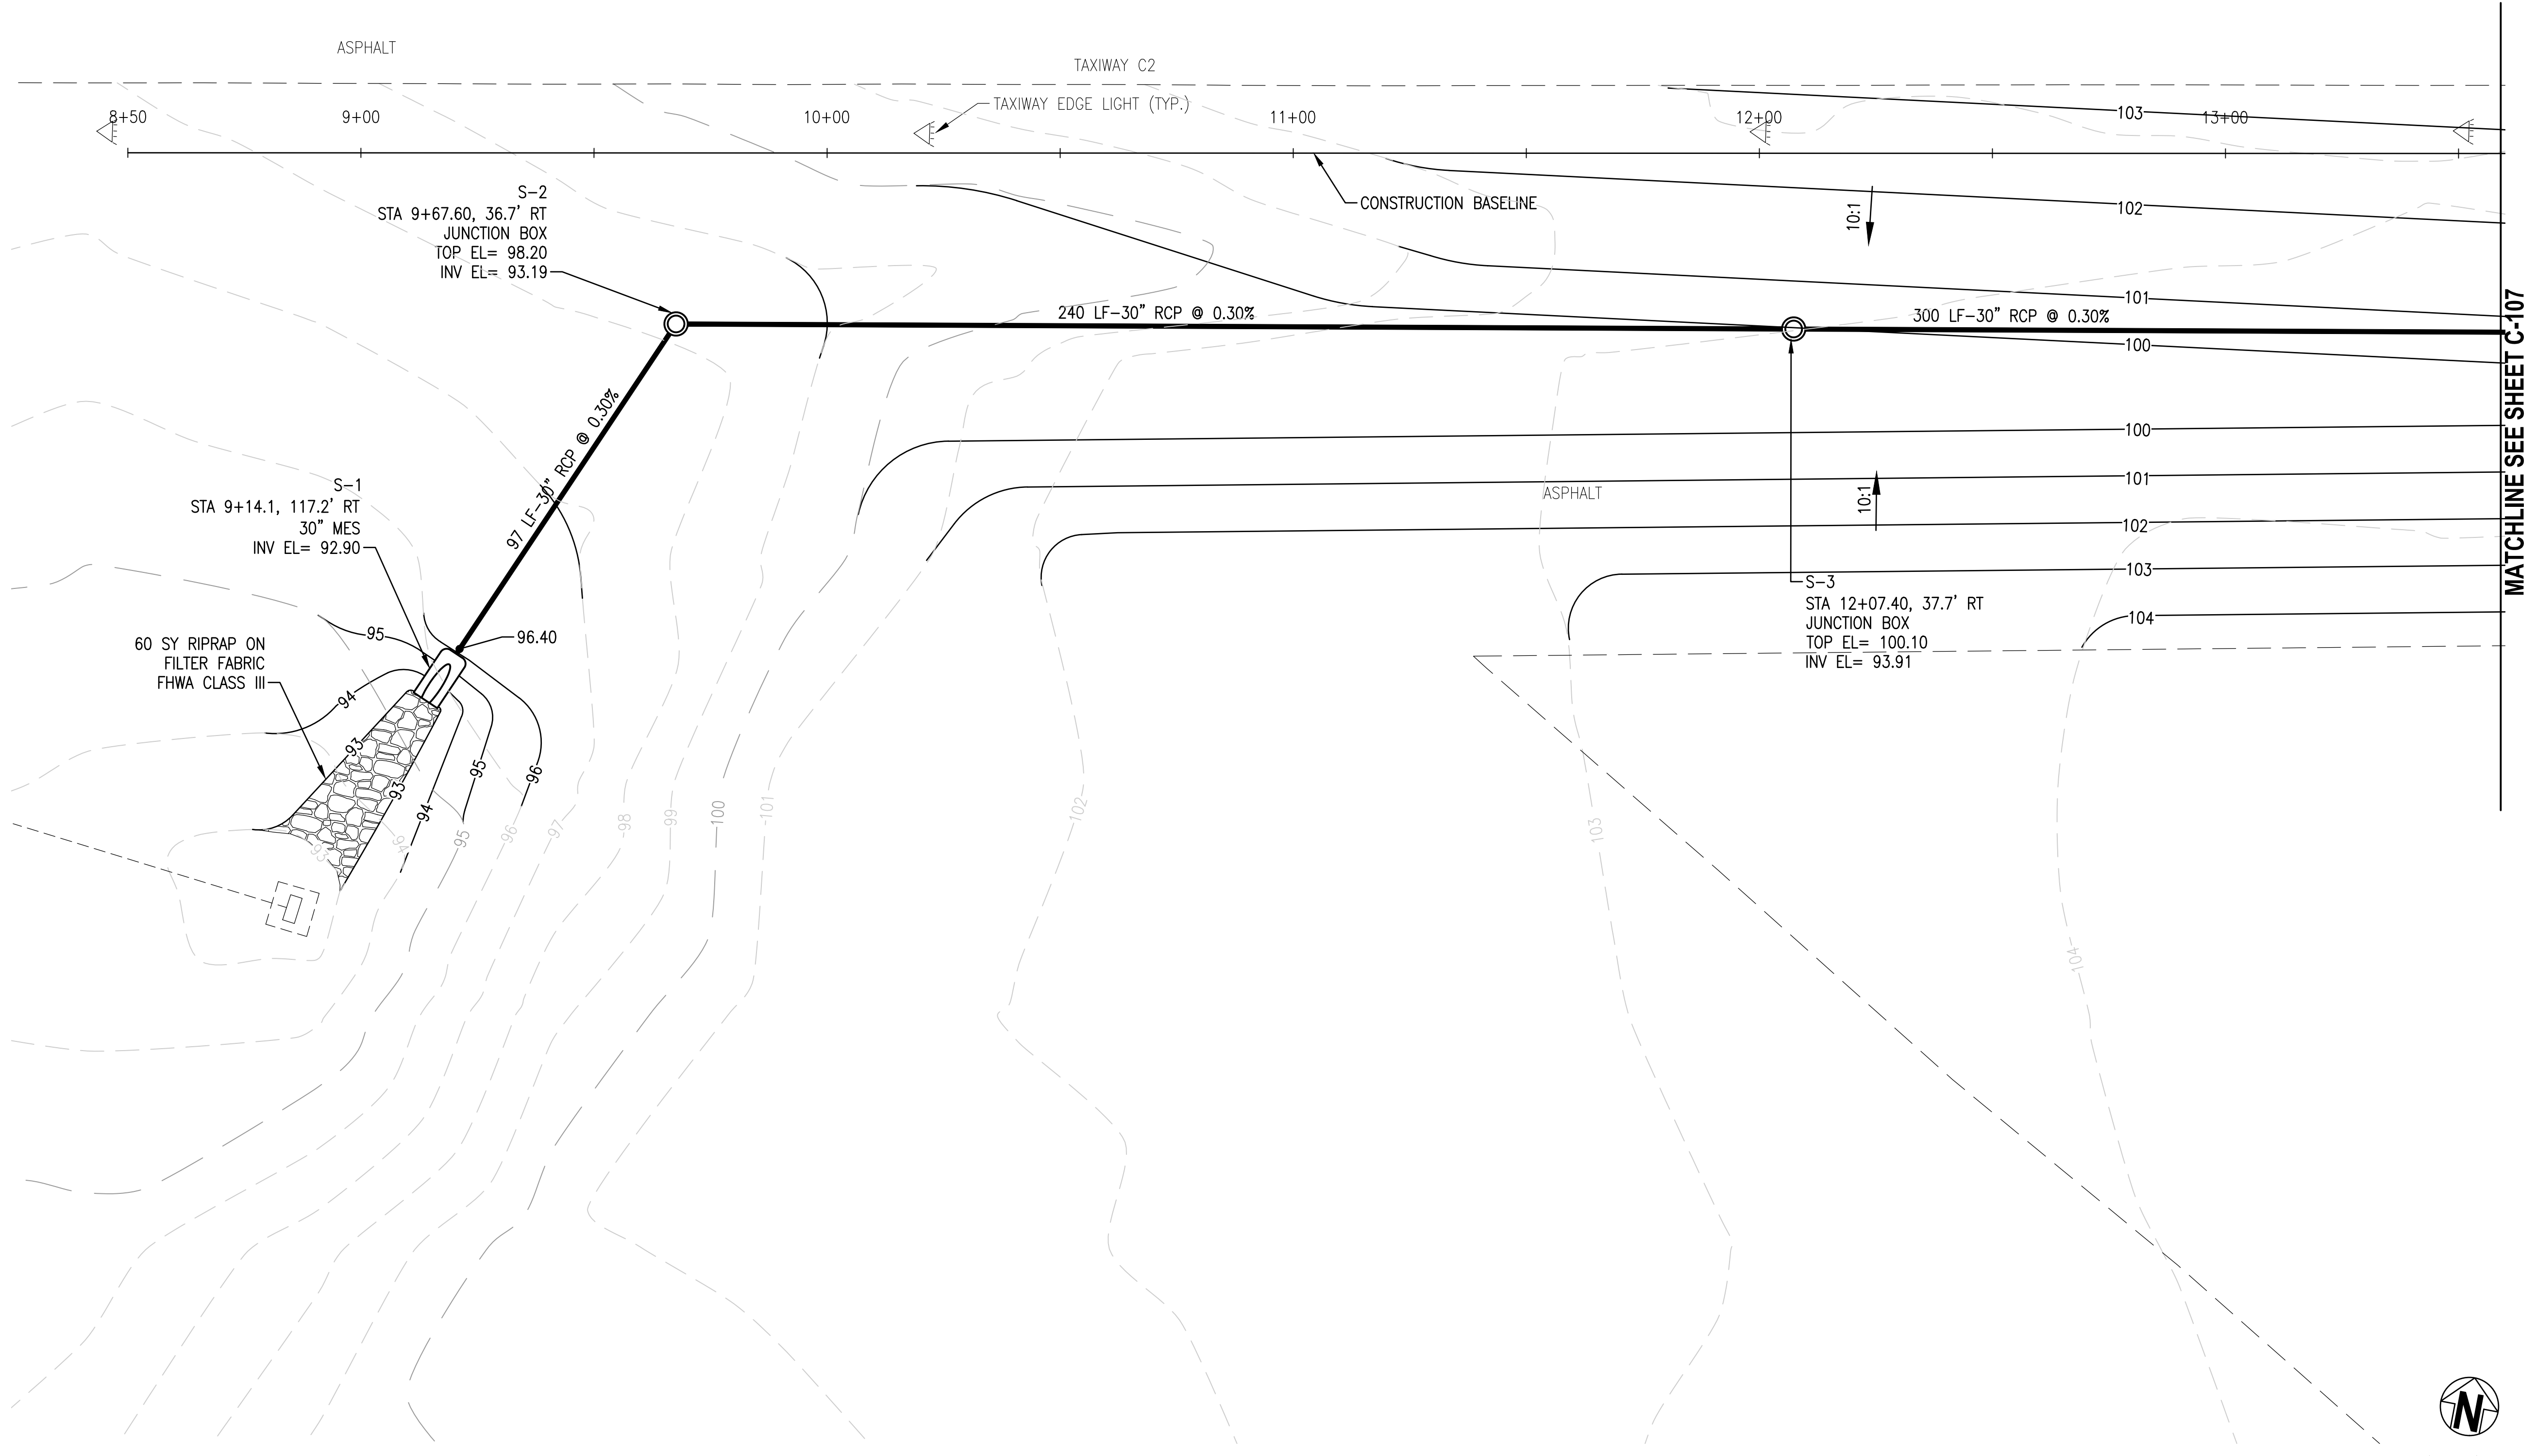 ASPHALT
TAXIWAY C2
TAXIWAY EDGE LIGHT (TYP.)
8+50
9+00
10+00
11+00
12+00
13+00
103
CONSTRUCTION BASELINE
102
10:1
S-2
STA 9+67.60, 36.7' RT
JUNCTION BOX
TOP EL= 98.20
INV EL= 93.19
101
240 LF-30" RCP @ 0.30%
300 LF-30" RCP @ 0.30%
100
MATCHLINE SEE SHEET C-107
97 LF-30" RCP @ 0.30%
100
101
ASPHALT
10:1
102
103
104
S-1
STA 9+14.1, 117.2' RT
30" MES
INV EL= 92.90
S-3
STA 12+07.40, 37.7' RT
JUNCTION BOX
TOP EL= 100.10
INV EL= 93.91
60 SY RIPRAP ON
FILTER FABRIC
FHWA CLASS III
96.40
95
94
93
93
94
95
96
93
94
95
96
97
98
99
100
101
102
103
104
N